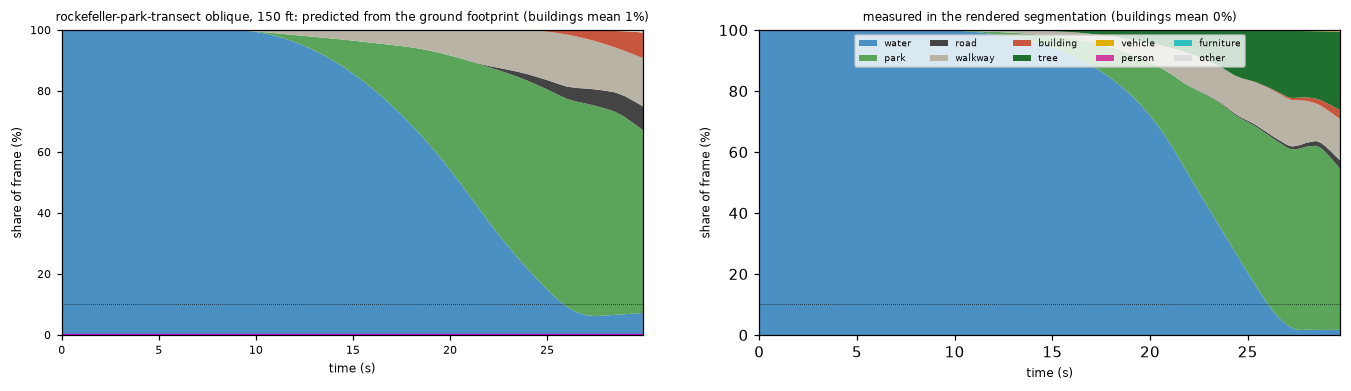 rockefeller-park-transect oblique, 150 ft: predicted from the ground footprint (buildings mean 1%)
share of frame (%)
100
80
60
40
20
0
0 5 10 15 20 25
time (s)
measured in the rendered segmentation (buildings mean 0%)
water road building vehicle furniture
park walkway tree person other
share of frame (%)
100
80
60
40
20
0
0 5 10 15 20 25
time (s)